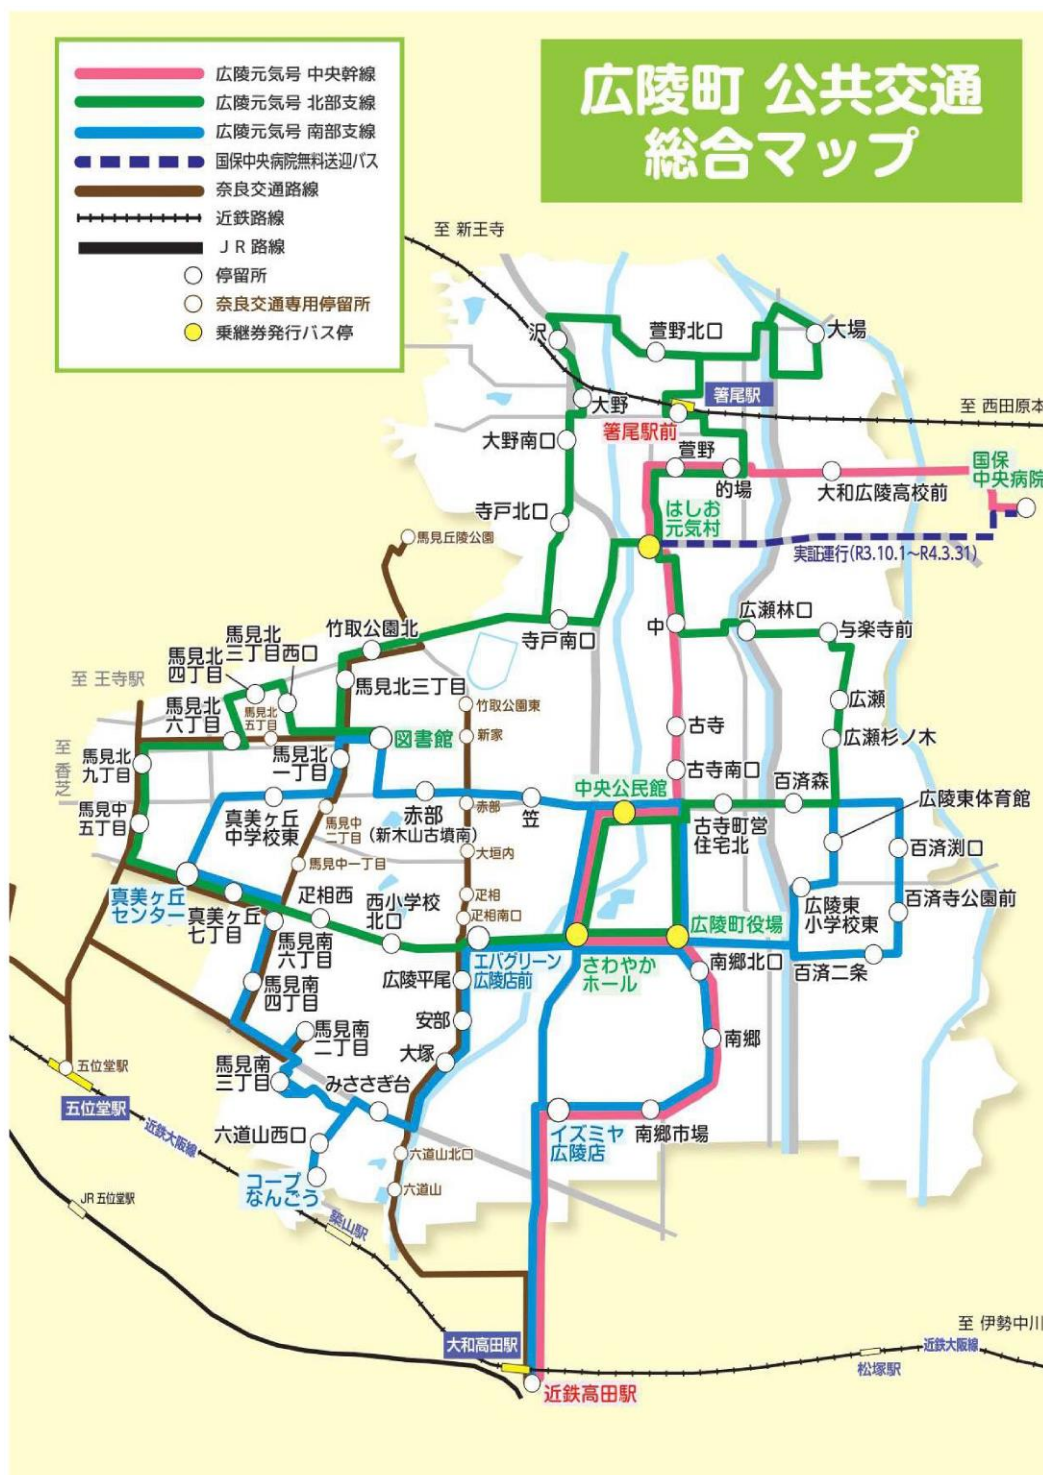 広陵元気号 中央幹線
広陵元気号 北部支線
広陵元気号 南部支線
国保中央病院無料送迎バス
奈良交通路線
近鉄路線
ＪＲ路線
停留所
奈良交通専用停留所
乗継券発行バス停
広陵町 公共交通
総合マップ
至 新王寺
沢
萱野北口
大場
大野
箸尾駅
至 西田原本
大野南口
箸尾駅前
萱野
的場
大和広陵高校前
国保
中央病院
寺戸北口
はしお
元気村
馬見丘陵公園
実証運行(R3.10.1～R4.3.31)
竹取公園北
寺戸南口
中
広瀬林口
与楽寺前
馬見北
三丁目西口
馬見北
四丁目
至 王寺駅
馬見北三丁目
馬見北
六丁目
馬見北
五丁目
竹取公園東
古寺
広瀬
至 香芝
馬見北
九丁目
馬見北
一丁目
図書館
新家
古寺南口
広瀬杉ノ木
馬見中
五丁目
真美ヶ丘
中学校東
馬見中
二丁目
赤部
(新木山古墳南)
赤部
笠
中央公民館
百済森
古寺町営
住宅北
広陵東体育館
馬見中一丁目
大垣内
百済渕口
真美ヶ丘
センター
真美ヶ丘
七丁目
疋相西
西小学校
北口
疋相
疋相南口
広陵町役場
広陵東
小学校東
百済寺公園前
馬見南
六丁目
エバグリーン
広陵店前
さわやか
ホール
南郷北口
百済二条
馬見南
四丁目
広陵平尾
安部
南郷
馬見南
二丁目
大塚
馬見南
三丁目
みささぎ台
五位堂駅
五位堂駅
近鉄大阪線
六道山西口
イズミヤ
広陵店
南郷市場
六道山北口
コープ
なんごう
六道山
JR 五位堂駅
築山駅
大和高田駅
近鉄高田駅
至 伊勢中川
近鉄大阪線
松塚駅